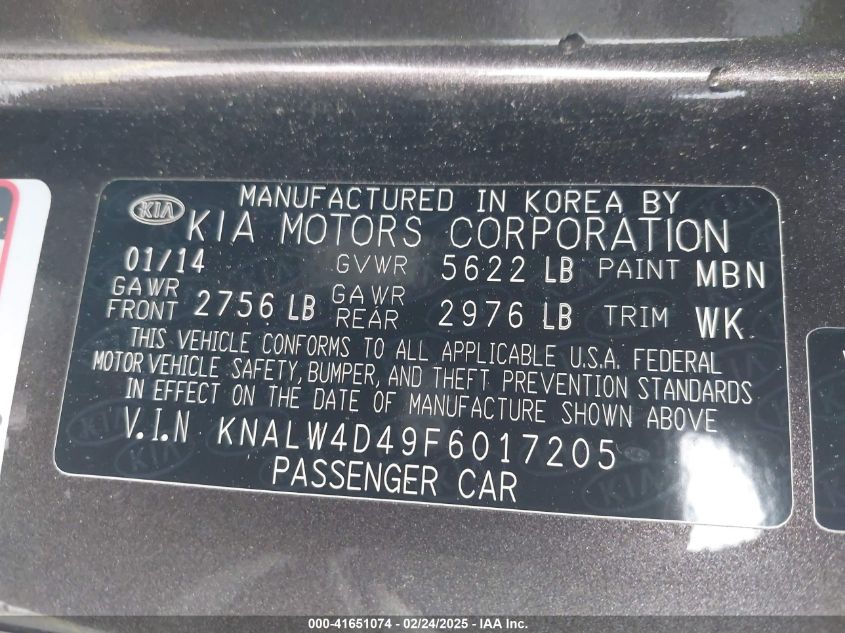 MANUFACTURED IN KOREA BY
KIA KIA MOTORS CORPORATION
01/14 GVWR 5622 LB PAINT MBN
GAWR FRONT 2756 LB GAWR REAR 2976 LB TRIM WK
THIS VEHICLE CONFORMS TO ALL APPLICABLE U.S.A. FEDERAL
MOTOR VEHICLE SAFETY, BUMPER, AND THEFT PREVENTION STANDARDS
IN EFFECT ON THE DATE OF MANUFACTURE SHOWN ABOVE
V.I.N KNALW4D49F6017205
PASSENGER CAR
000-41651074 - 02/24/2025 - IAA Inc.